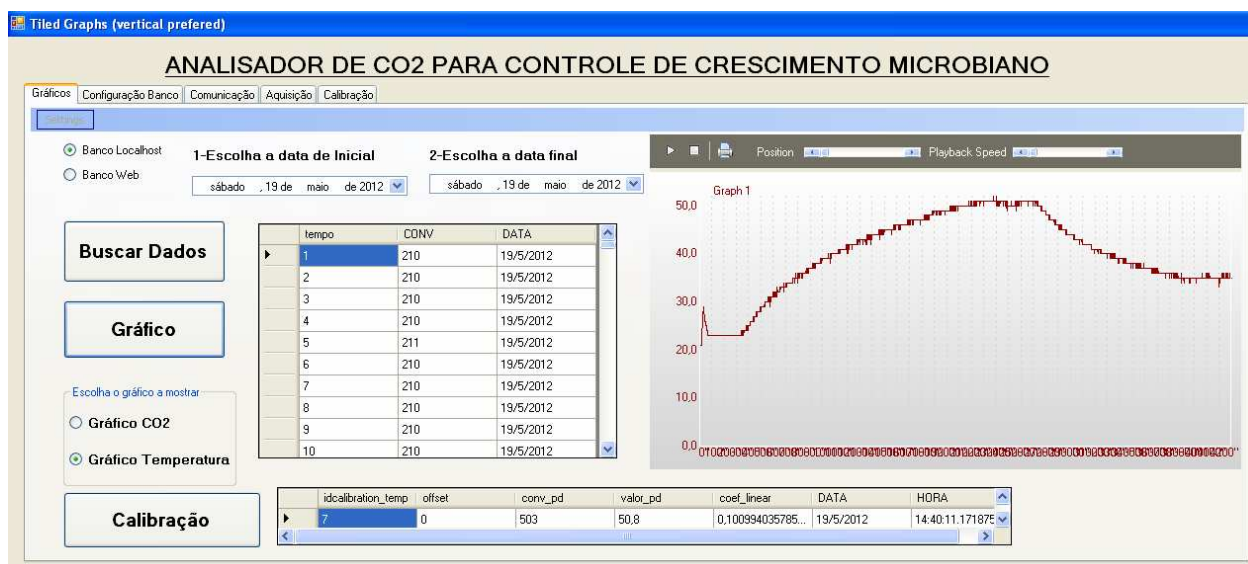 Tiled Graphs (vertical prefered)
ANALISADOR DE CO2 PARA CONTROLE DE CRESCIMENTO MICROBIANO
Gráficos Configuração Banco Comunicação Aquisição Calibração
Settings
Banco Localhost
Banco Web
1-Escolha a data de Inicial
2-Escolha a data final
sábado , 19 de maio de 2012
sábado , 19 de maio de 2012
Position
Playback Speed
Buscar Dados
Gráfico
Escolha o gráfico a mostrar
Gráfico CO2
Gráfico Temperatura
Calibração
tempo CONV DATA
1 210 19/5/2012
2 210 19/5/2012
3 210 19/5/2012
4 210 19/5/2012
5 211 19/5/2012
6 210 19/5/2012
7 210 19/5/2012
8 210 19/5/2012
9 210 19/5/2012
10 210 19/5/2012
Graph 1
50,0
40,0
30,0
20,0
10,0
0,0
idcalibration_temp offset conv_pd valor_pd coef_linear DATA HORA
7 0 503 50,8 0,100994035785... 19/5/2012 14:40:11.171875